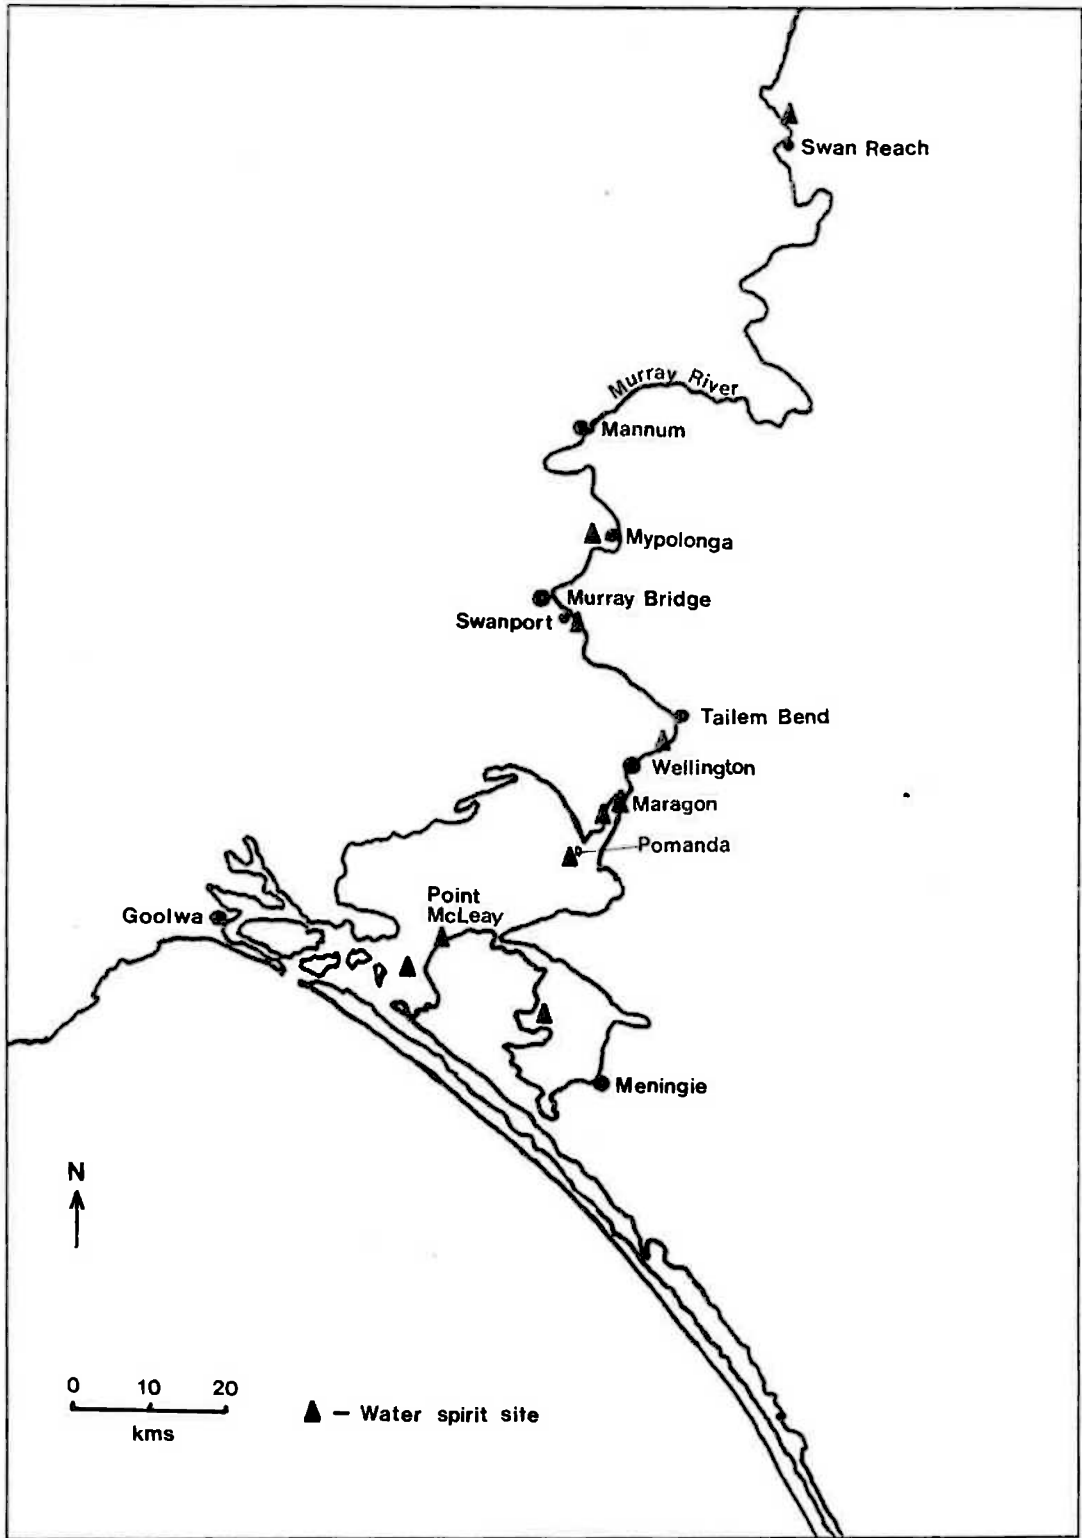 Swan Reach
Murray River
Mannum
Mypolonga
Murray Bridge
Swanport
Tailem Bend
Wellington
Maragon
Pomanda
Point
McLeay
Goolwa
Meningie
N
0 10 20
kms
– Water spirit site